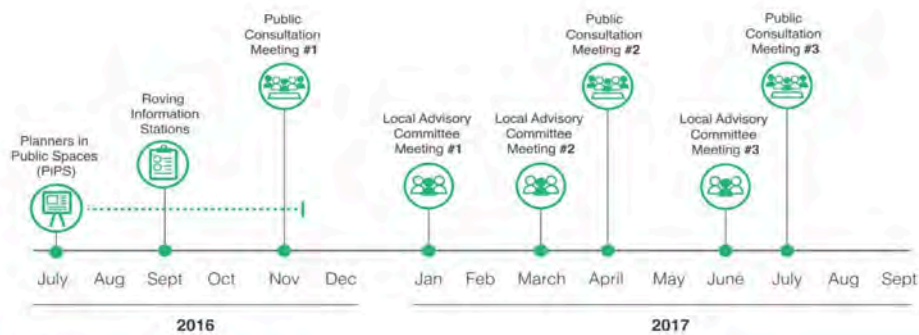 Public
Consultation
Meeting #1
Public
Consultation
Meeting #2
Public
Consultation
Meeting #3
Roving
Information
Stations
Planners in
Public Spaces
(PiPS)
Local Advisory
Committee
Meeting #1
Local Advisory
Committee
Meeting #2
Local Advisory
Committee
Meeting #3
July Aug Sept Oct Nov Dec Jan Feb March April May June July Aug Sept
2016 2017